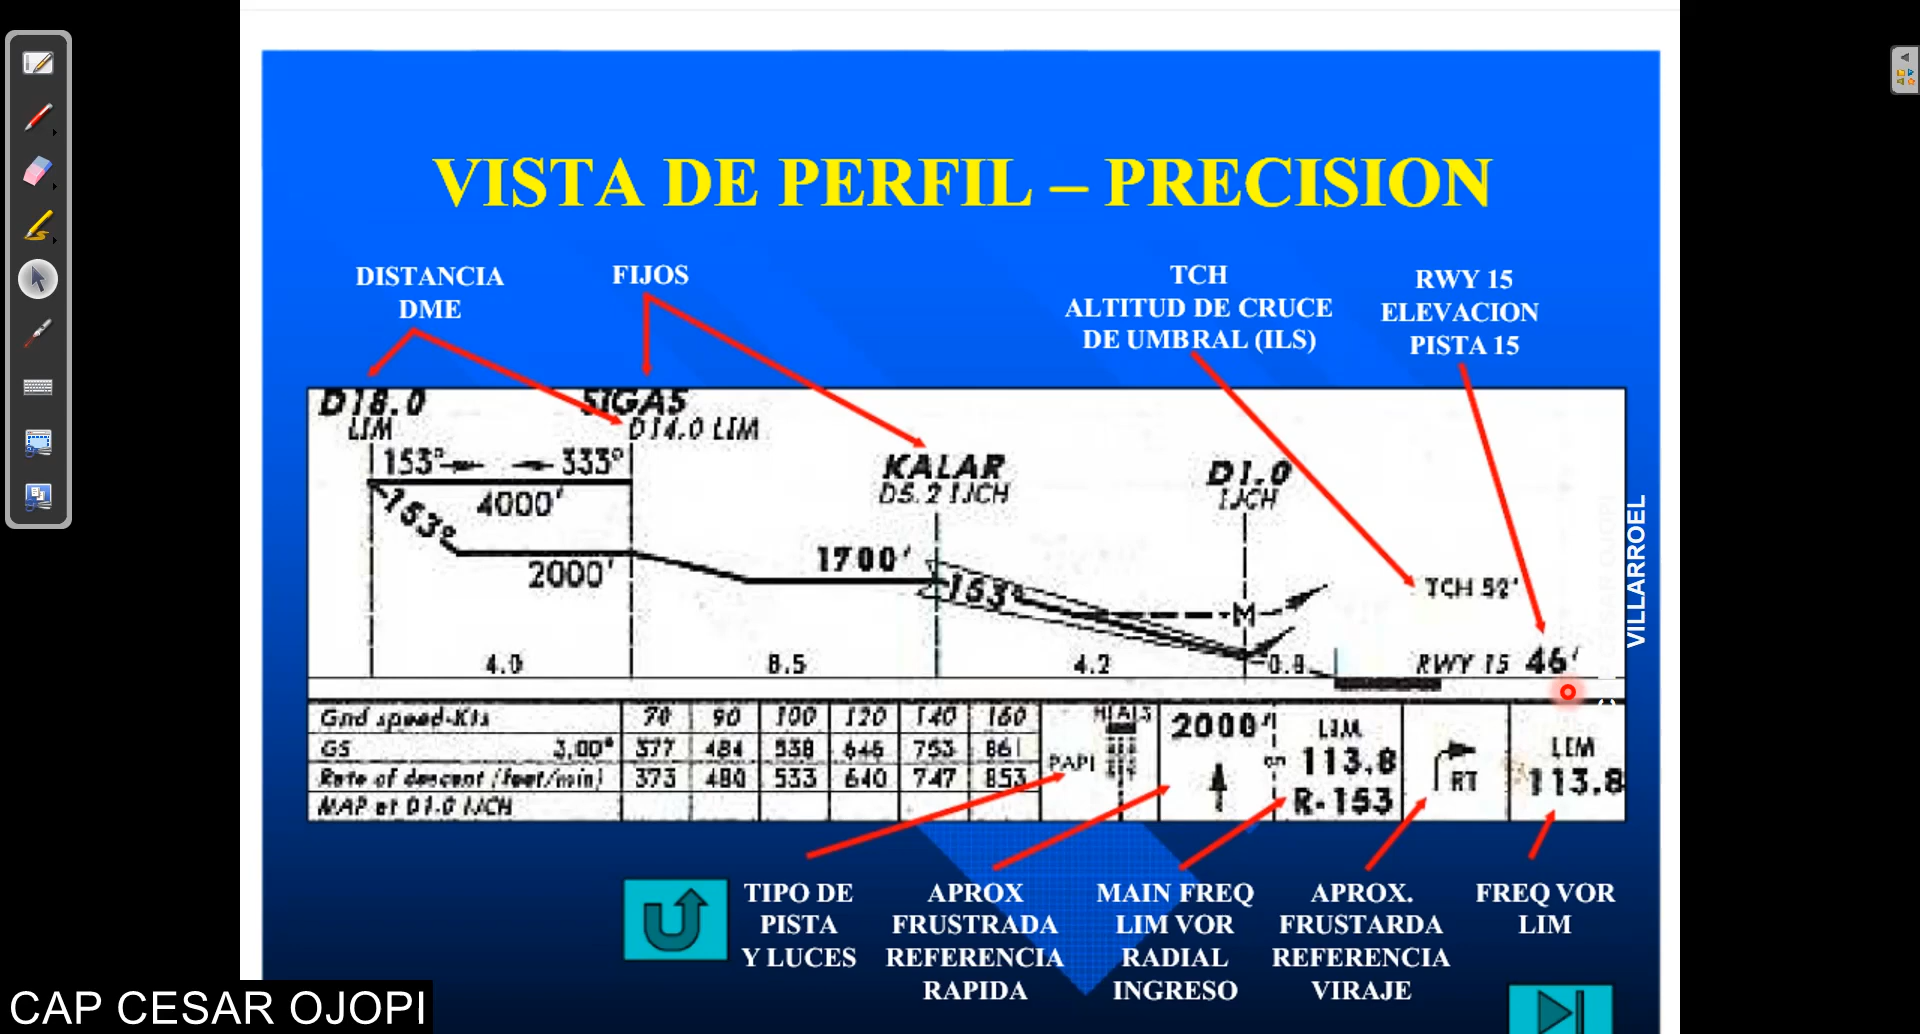 VISTA DE PERFIL – PRECISION
DISTANCIA
DME
FIJOS
TCH
ALTITUD DE CRUCE
DE UMBRAL (ILS)
RWY 15
ELEVACION
PISTA 15
D18.0
LIM
SIGAS
D14.0 LIM
153° 333°
4000'
153°
2000'
KALAR
D5.2 IJCH
1700'
153°
D1.0
IJCH
M
TCH 52'
4.0 8.5 4.2 0.8
RWY 15 46'
VILLARROEL
Gnd speed-Kts 70 90 100 120 140 160
GS 3.00° 377 484 538 646 753 861
Rate of descent (feet/min) 373 480 533 640 747 853
MAP at D1.0 IJCH
PAPI
HIALS
2000'
on
LIM
113.8
R-153
RT
LIM
113.8
TIPO DE
PISTA
Y LUCES
APROX
FRUSTRADA
REFERENCIA
RAPIDA
MAIN FREQ
LIM VOR
RADIAL
INGRESO
APROX.
FRUSTARDA
REFERENCIA
VIRAJE
FREQ VOR
LIM
CAP CESAR OJOPI